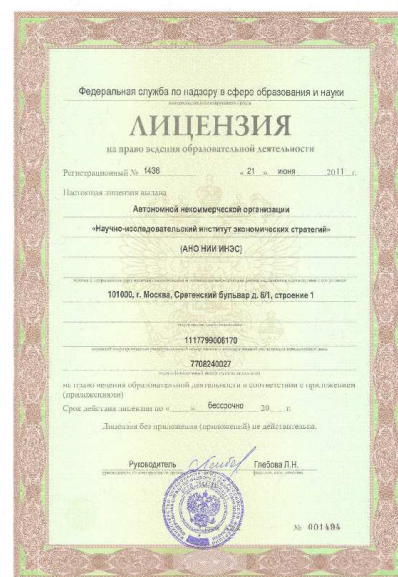 Федеральная служба по надзору в сфере образования и науки
ЛИЦЕНЗИЯ
на право ведения образовательной деятельности
Регистрационный № 1436 « 21 » июня 2011 г.
Настоящая лицензия выдана
Автономной некоммерческой организации
«Научно-исследовательский институт экономических стратегий»
(АНО НИИ ИНЭС)
101000, г. Москва, Сретенский бульвар д. 6/1, строение 1
1117799006170
7708240027
на право ведения образовательной деятельности в соответствии с приложением
(приложениями)
Срок действия лицензии по « » бессрочно 20 г.
Лицензия без приложения (приложений) не действительна.
Руководитель Глебова Л.Н.
№ 001494